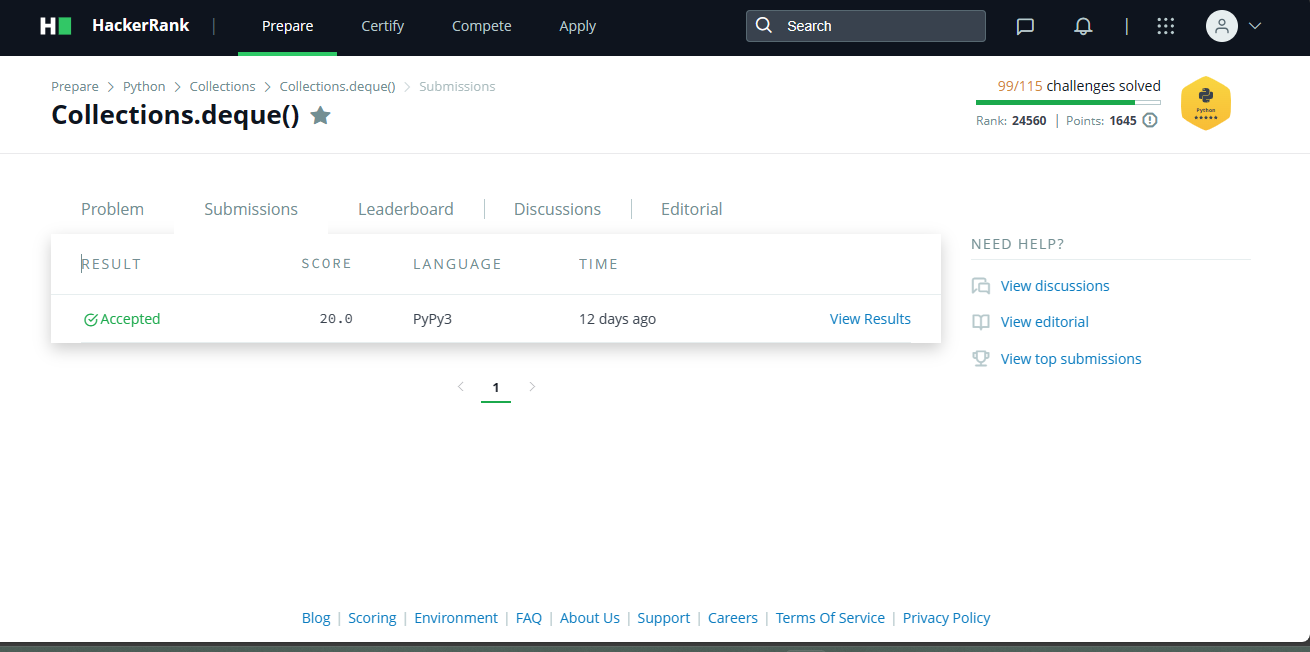 HackerRank | Prepare Certify Compete Apply Search |
Prepare > Python > Collections > Collections.deque() > Submissions
Collections.deque()
99/115 challenges solved
Rank: 24560 | Points: 1645
Python
Problem Submissions Leaderboard Discussions Editorial
RESULT SCORE LANGUAGE TIME
Accepted 20.0 PyPy3 12 days ago View Results
1
NEED HELP?
View discussions
View editorial
View top submissions
Blog | Scoring | Environment | FAQ | About Us | Support | Careers | Terms Of Service | Privacy Policy